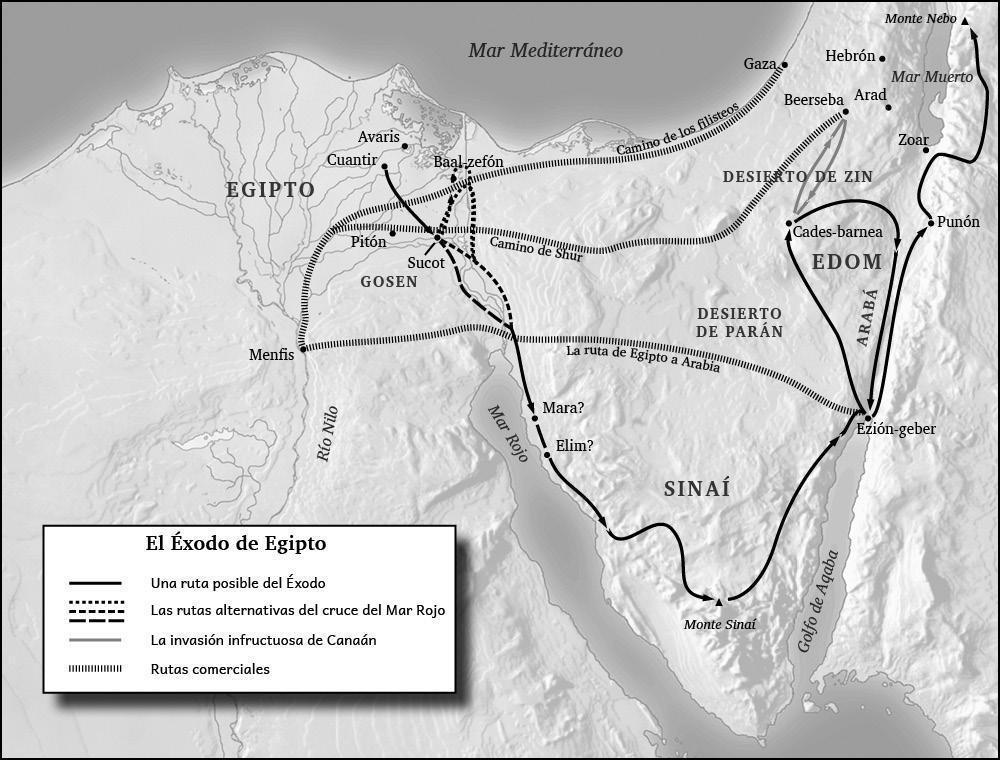 Monte Nebo
Mar Mediterráneo
Hebrón
Gaza
Mar Muerto
Beerseba
Arad
Camino de los filisteos
Avaris
Zoar
Cuantir
Baal-zefón
DESIERTO DE ZIN
EGIPTO
Punón
Cades-barnea
Pitón
Camino de Shur
Sucot
EDOM
GOSEN
ARABÁ
DESIERTO
DE PARÁN
Menfis
La ruta de Egipto a Arabia
Mara?
Río Nilo
Mar Rojo
Ezión-geber
Elim?
SINAÍ
El Éxodo de Egipto
Una ruta posible del Éxodo
Las rutas alternativas del cruce del Mar Rojo
La invasión infructuosa de Canaán
Rutas comerciales
Golfo de Aqaba
Monte Sinaí